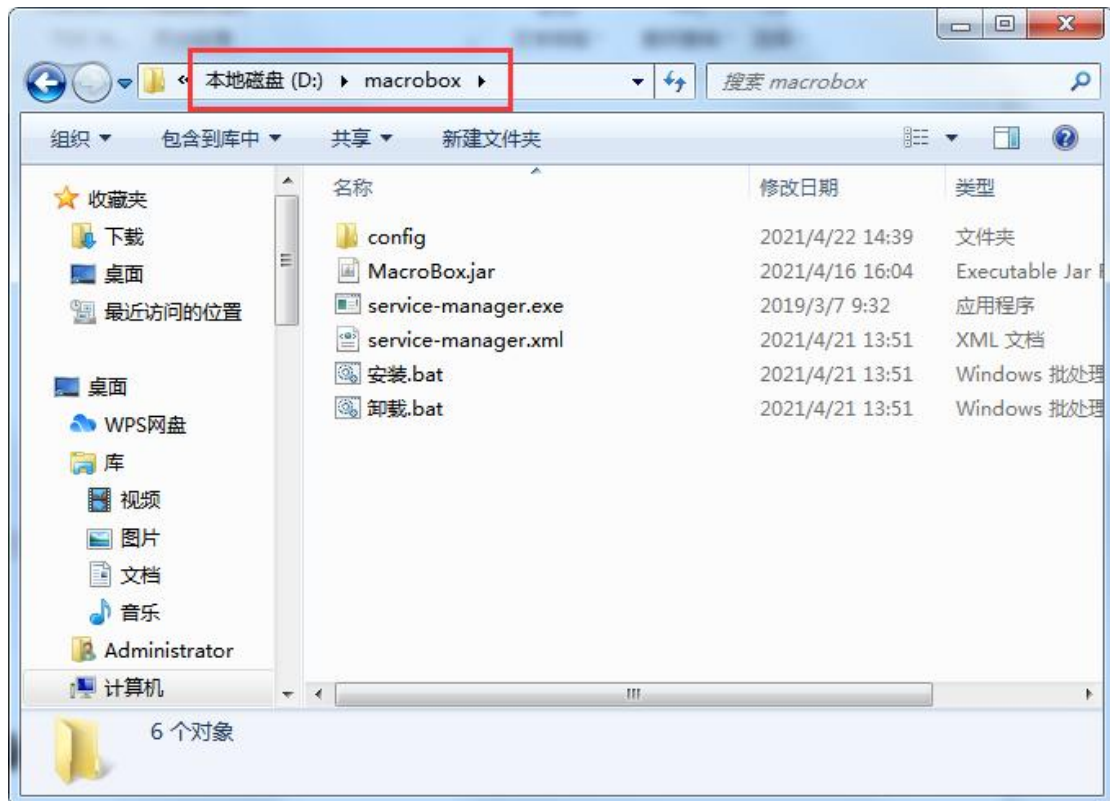 « 本地磁盘 (D:) ▸ macrobox ▸
搜索 macrobox
组织 包含到库中 共享 新建文件夹
名称 修改日期 类型
收藏夹
下载
桌面
最近访问的位置
桌面
WPS网盘
库
视频
图片
文档
音乐
Administrator
计算机
config 2021/4/22 14:39 文件夹
MacroBox.jar 2021/4/16 16:04 Executable Jar F
service-manager.exe 2019/3/7 9:32 应用程序
service-manager.xml 2021/4/21 13:51 XML 文档
安装.bat 2021/4/21 13:51 Windows 批处理
卸载.bat 2021/4/21 13:51 Windows 批处理
6 个对象